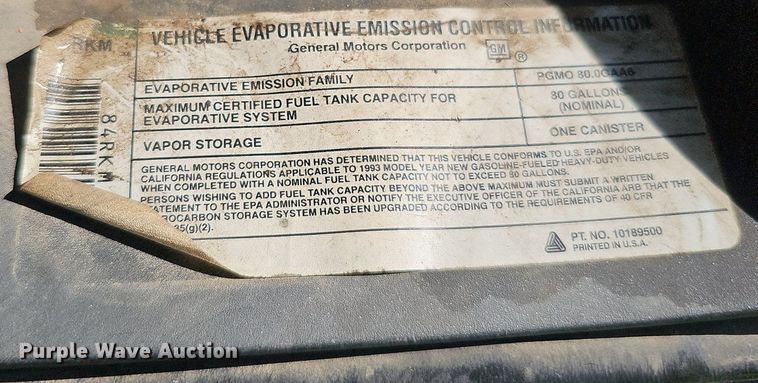 RKM
VEHICLE EVAPORATIVE EMISSION CONTROL INFORMATION
General Motors Corporation GM ®
EVAPORATIVE EMISSION FAMILY PGMO 80.0GAA6
MAXIMUM CERTIFIED FUEL TANK CAPACITY FOR EVAPORATIVE SYSTEM 80 GALLONS (NOMINAL)
VAPOR STORAGE ONE CANISTER
84RKM
GENERAL MOTORS CORPORATION HAS DETERMINED THAT THIS VEHICLE CONFORMS TO U.S. EPA AND/OR
CALIFORNIA REGULATIONS APPLICABLE TO 1993 MODEL YEAR NEW GASOLINE-FUELED HEAVY-DUTY VEHICLES
WHEN COMPLETED WITH A NOMINAL FUEL TANK CAPACITY NOT TO EXCEED 80 GALLONS.
PERSONS WISHING TO ADD FUEL TANK CAPACITY BEYOND THE ABOVE MAXIMUM MUST SUBMIT A WRITTEN
STATEMENT TO THE EPA ADMINISTRATOR OR NOTIFY THE EXECUTIVE OFFICER OF THE CALIFORNIA ARB THAT THE
ROCARBON STORAGE SYSTEM HAS BEEN UPGRADED ACCORDING TO THE REQUIREMENTS OF 40 CFR
35(g)(2).
PT. NO. 10189500
PRINTED IN U.S.A.
Purple Wave Auction